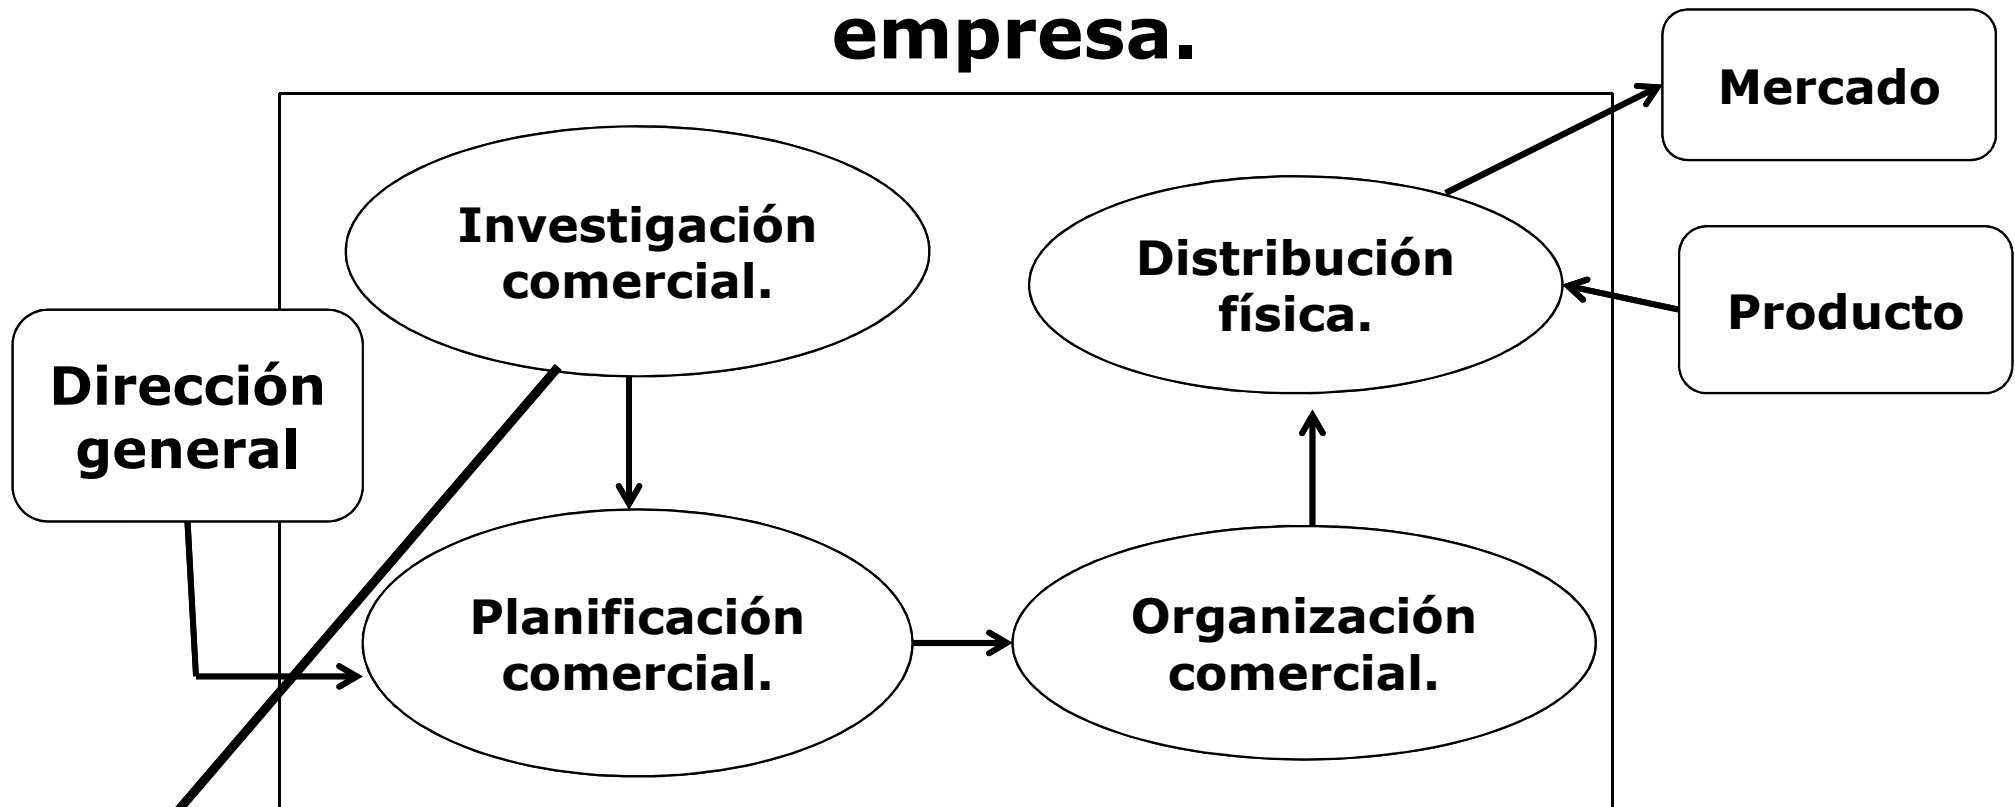 empresa.
Mercado
Investigación
comercial.
Distribución
física.
Producto
Dirección
general
Planificación
comercial.
Organización
comercial.